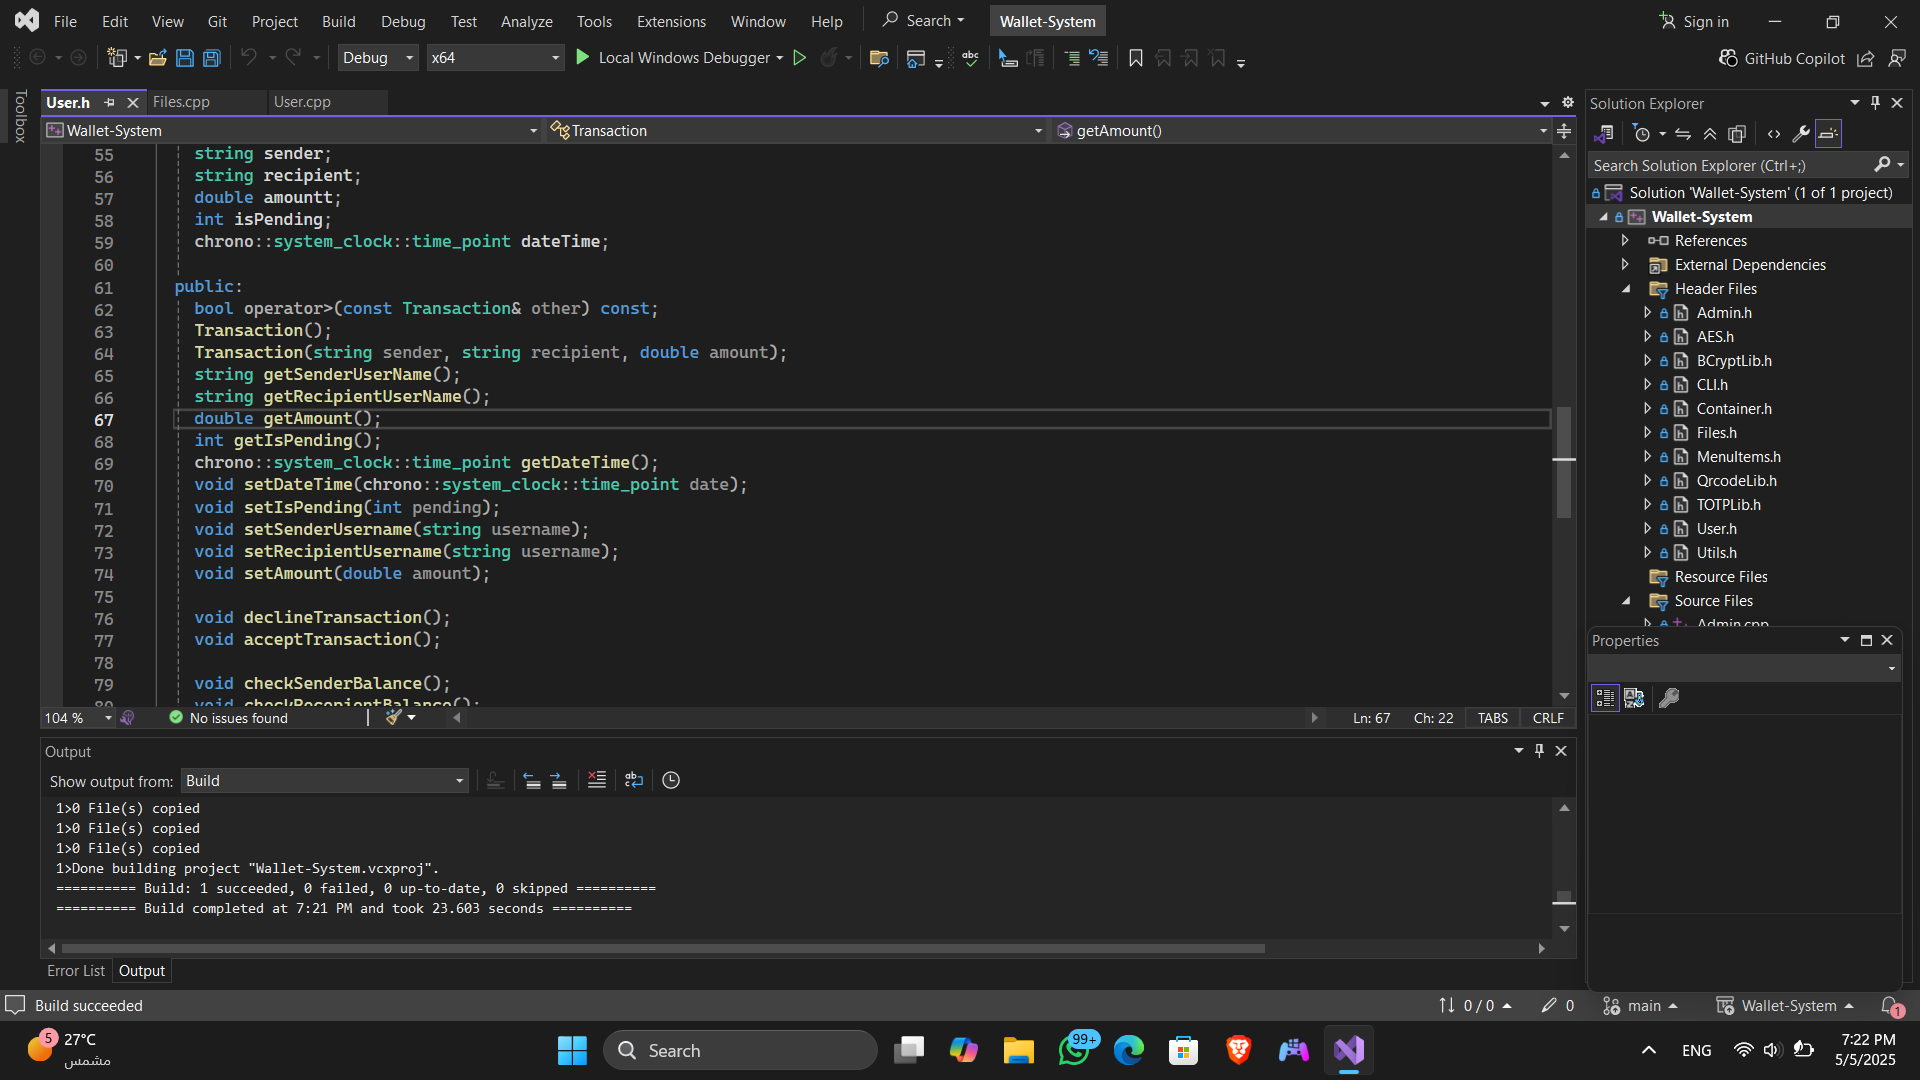 File Edit View Git Project Build Debug Test Analyze Tools Extensions Window Help Search Wallet-System Sign in
Debug x64 Local Windows Debugger GitHub Copilot
Toolbox
User.h Files.cpp User.cpp
Wallet-System Transaction getAmount()
55 string sender;
56 string recipient;
57 double amountt;
58 int isPending;
59 chrono::system_clock::time_point dateTime;
60
61 public:
62 bool operator>(const Transaction& other) const;
63 Transaction();
64 Transaction(string sender, string recipient, double amount);
65 string getSenderUserName();
66 string getRecipientUserName();
67 double getAmount();
68 int getIsPending();
69 chrono::system_clock::time_point getDateTime();
70 void setDateTime(chrono::system_clock::time_point date);
71 void setIsPending(int pending);
72 void setSenderUsername(string username);
73 void setRecipientUsername(string username);
74 void setAmount(double amount);
75
76 void declineTransaction();
77 void acceptTransaction();
78
79 void checkSenderBalance();
80 void checkRecepientBalance();
104 % No issues found Ln: 67 Ch: 22 TABS CRLF
Output
Show output from: Build
1>0 File(s) copied
1>0 File(s) copied
1>0 File(s) copied
1>Done building project "Wallet-System.vcxproj".
========== Build: 1 succeeded, 0 failed, 0 up-to-date, 0 skipped ==========
========== Build completed at 7:21 PM and took 23.603 seconds ==========
Error List Output
Solution Explorer
Search Solution Explorer (Ctrl+;)
Solution 'Wallet-System' (1 of 1 project)
Wallet-System
References
External Dependencies
Header Files
Admin.h
AES.h
BCryptLib.h
CLI.h
Container.h
Files.h
MenuItems.h
QrcodeLib.h
TOTPLib.h
User.h
Utils.h
Resource Files
Source Files
Admin.cpp
Properties
Build succeeded 0 / 0 0 main Wallet-System 1
5 27°C
مشمس
Search 99+ ENG 7:22 PM
5/5/2025